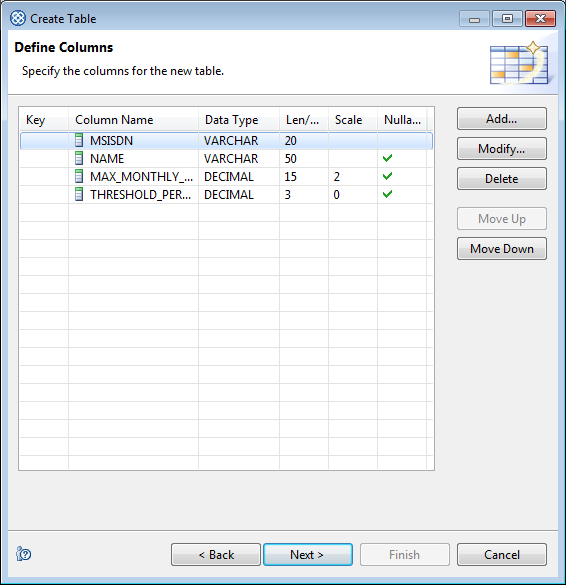 Create Table
Define Columns
Specify the columns for the new table.
Key Column Name Data Type Len/... Scale Nulla...
MSISDN VARCHAR 20
NAME VARCHAR 50
MAX_MONTHLY_... DECIMAL 15 2
THRESHOLD_PER... DECIMAL 3 0
Add...
Modify...
Delete
Move Up
Move Down
< Back Next > Finish Cancel